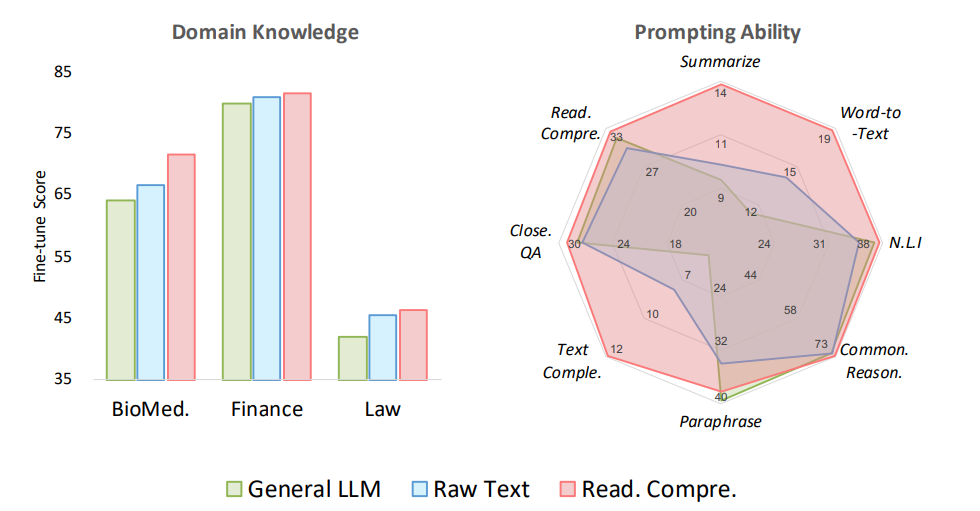 Domain Knowledge
Fine-tune Score
85
75
65
55
45
35
BioMed.
Finance
Law
Prompting Ability
Summarize
Word-to
-Text
N.L.I
Common.
Reason.
Paraphrase
Text
Comple.
Close.
QA
Read.
Compre.
14
11
9
19
15
12
38
31
24
73
58
44
40
32
24
12
10
7
30
24
18
33
27
20
General LLM
Raw Text
Read. Compre.